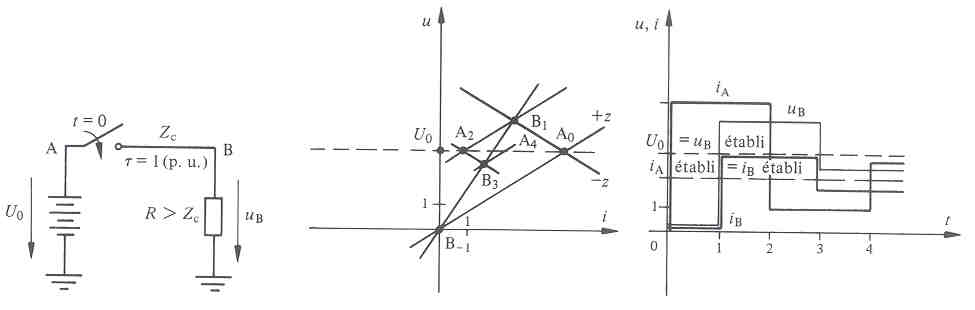 t = 0
A
Z_c
τ = 1 (p. u.)
B
U_0
R > Z_c
u_B
u
U_0
A_2
B_1
A_4
A_0
+z
−z
B_3
1
1
i
B_−1
u, i
i_A
u_B
U_0 = u_B établi
i_A établi = i_B établi
1
i_B
t
0
1
2
3
4